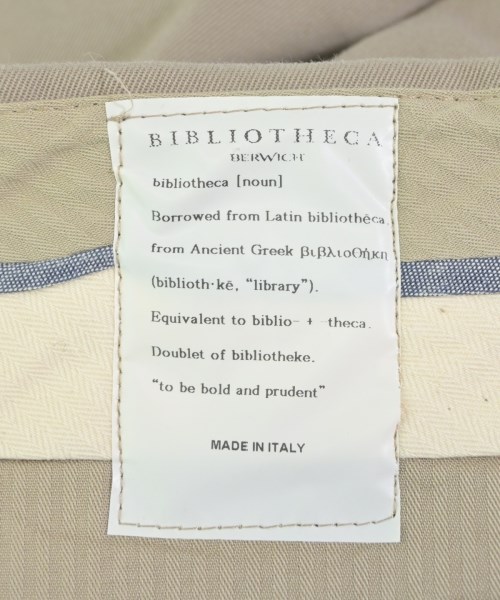 BIBLIOTHECA
BERWICH
bibliotheca [noun]
Borrowed from Latin bibliothēca
from Ancient Greek βιβλιοθήκη
(biblioth·kē, “library”).
Equivalent to biblio- + -theca.
Doublet of bibliotheke.
“to be bold and prudent”
MADE IN ITALY